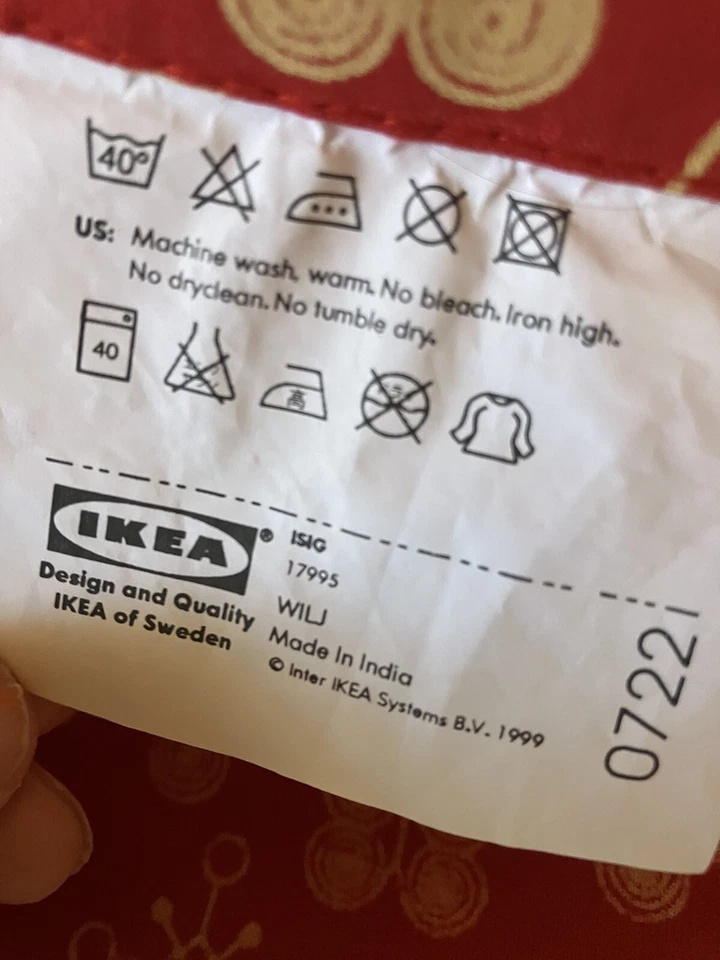 40°
US: Machine wash, warm. No bleach. Iron high.
No dryclean. No tumble dry.
40
高
IKEA®
Design and Quality
IKEA of Sweden
ISIG
17995
WILJ
Made In India
© Inter IKEA Systems B.V. 1999
0722